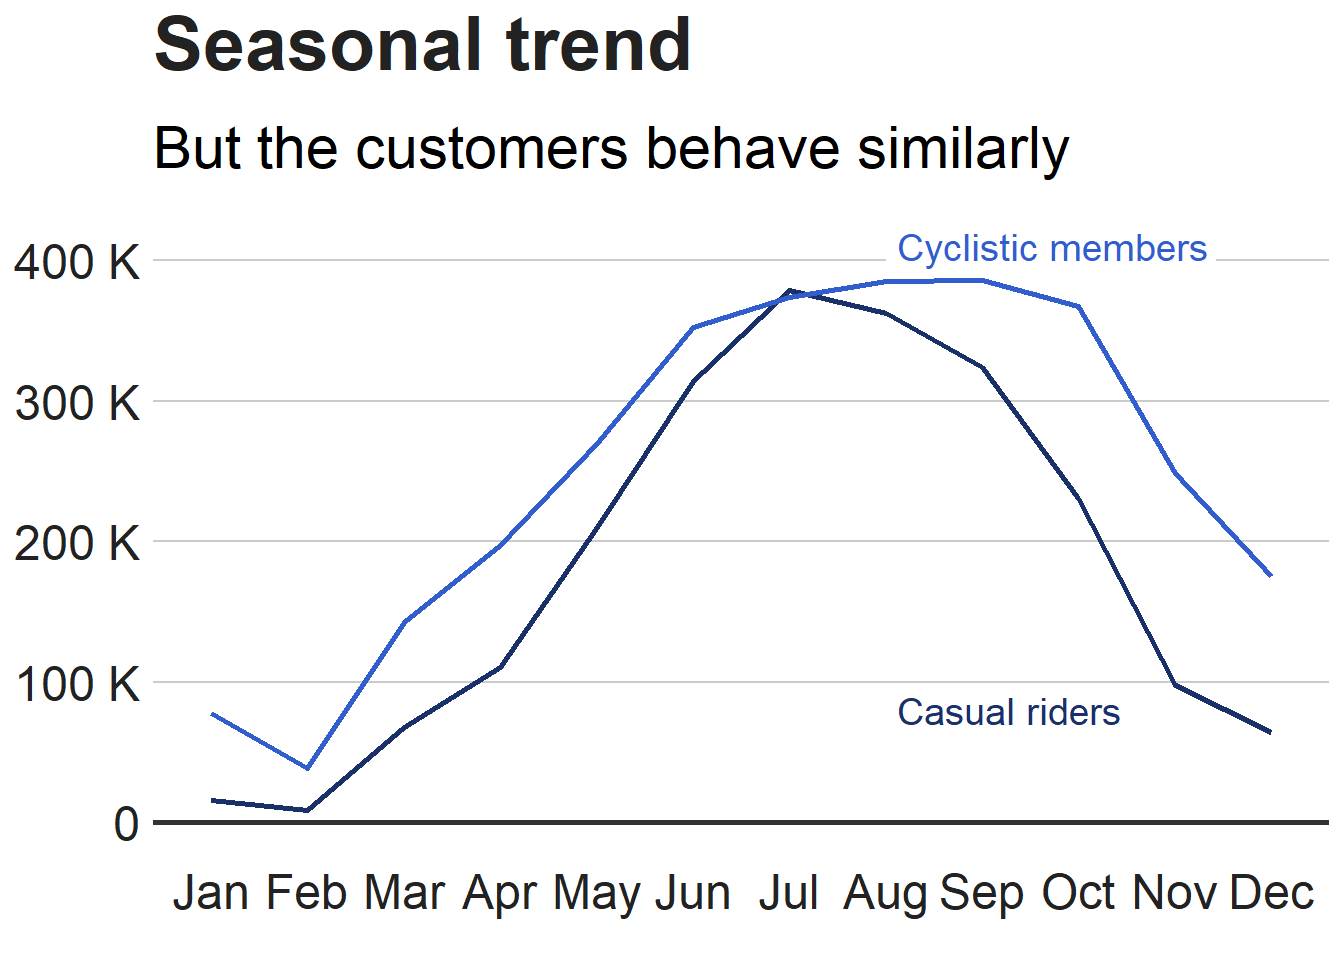 Seasonal trend
But the customers behave similarly
Cyclistic members
400 K
300 K
200 K
100 K
Casual riders
0
Jan Feb Mar Apr May Jun Jul Aug Sep Oct Nov Dec